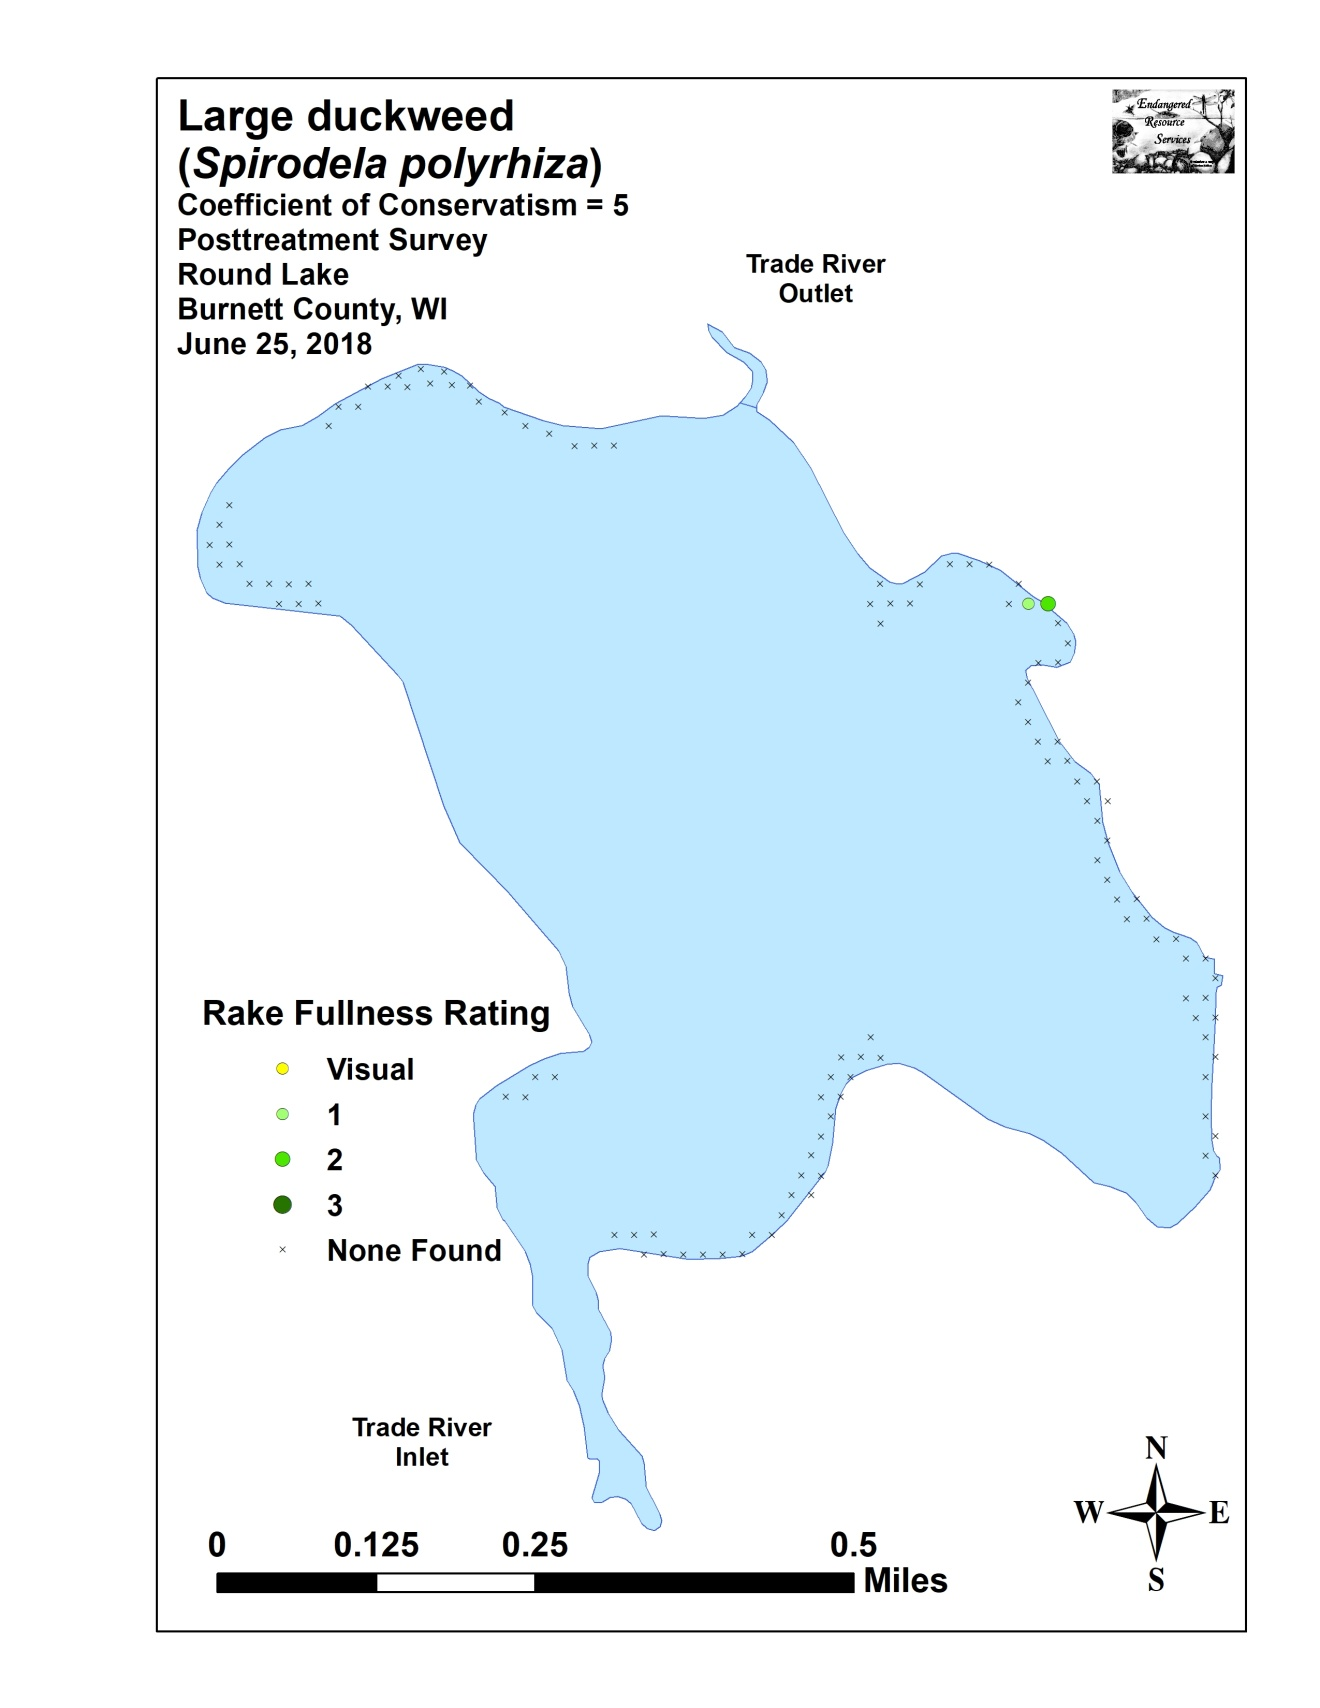 Large duckweed
(Spirodela polyrhiza)
Coefficient of Conservatism = 5
Posttreatment Survey
Round Lake
Burnett County, WI
June 25, 2018
Endangered
Resource
Services
Trade River
Outlet
Rake Fullness Rating
Visual
1
2
3
None Found
Trade River
Inlet
N
W E
S
0 0.125 0.25 0.5
Miles